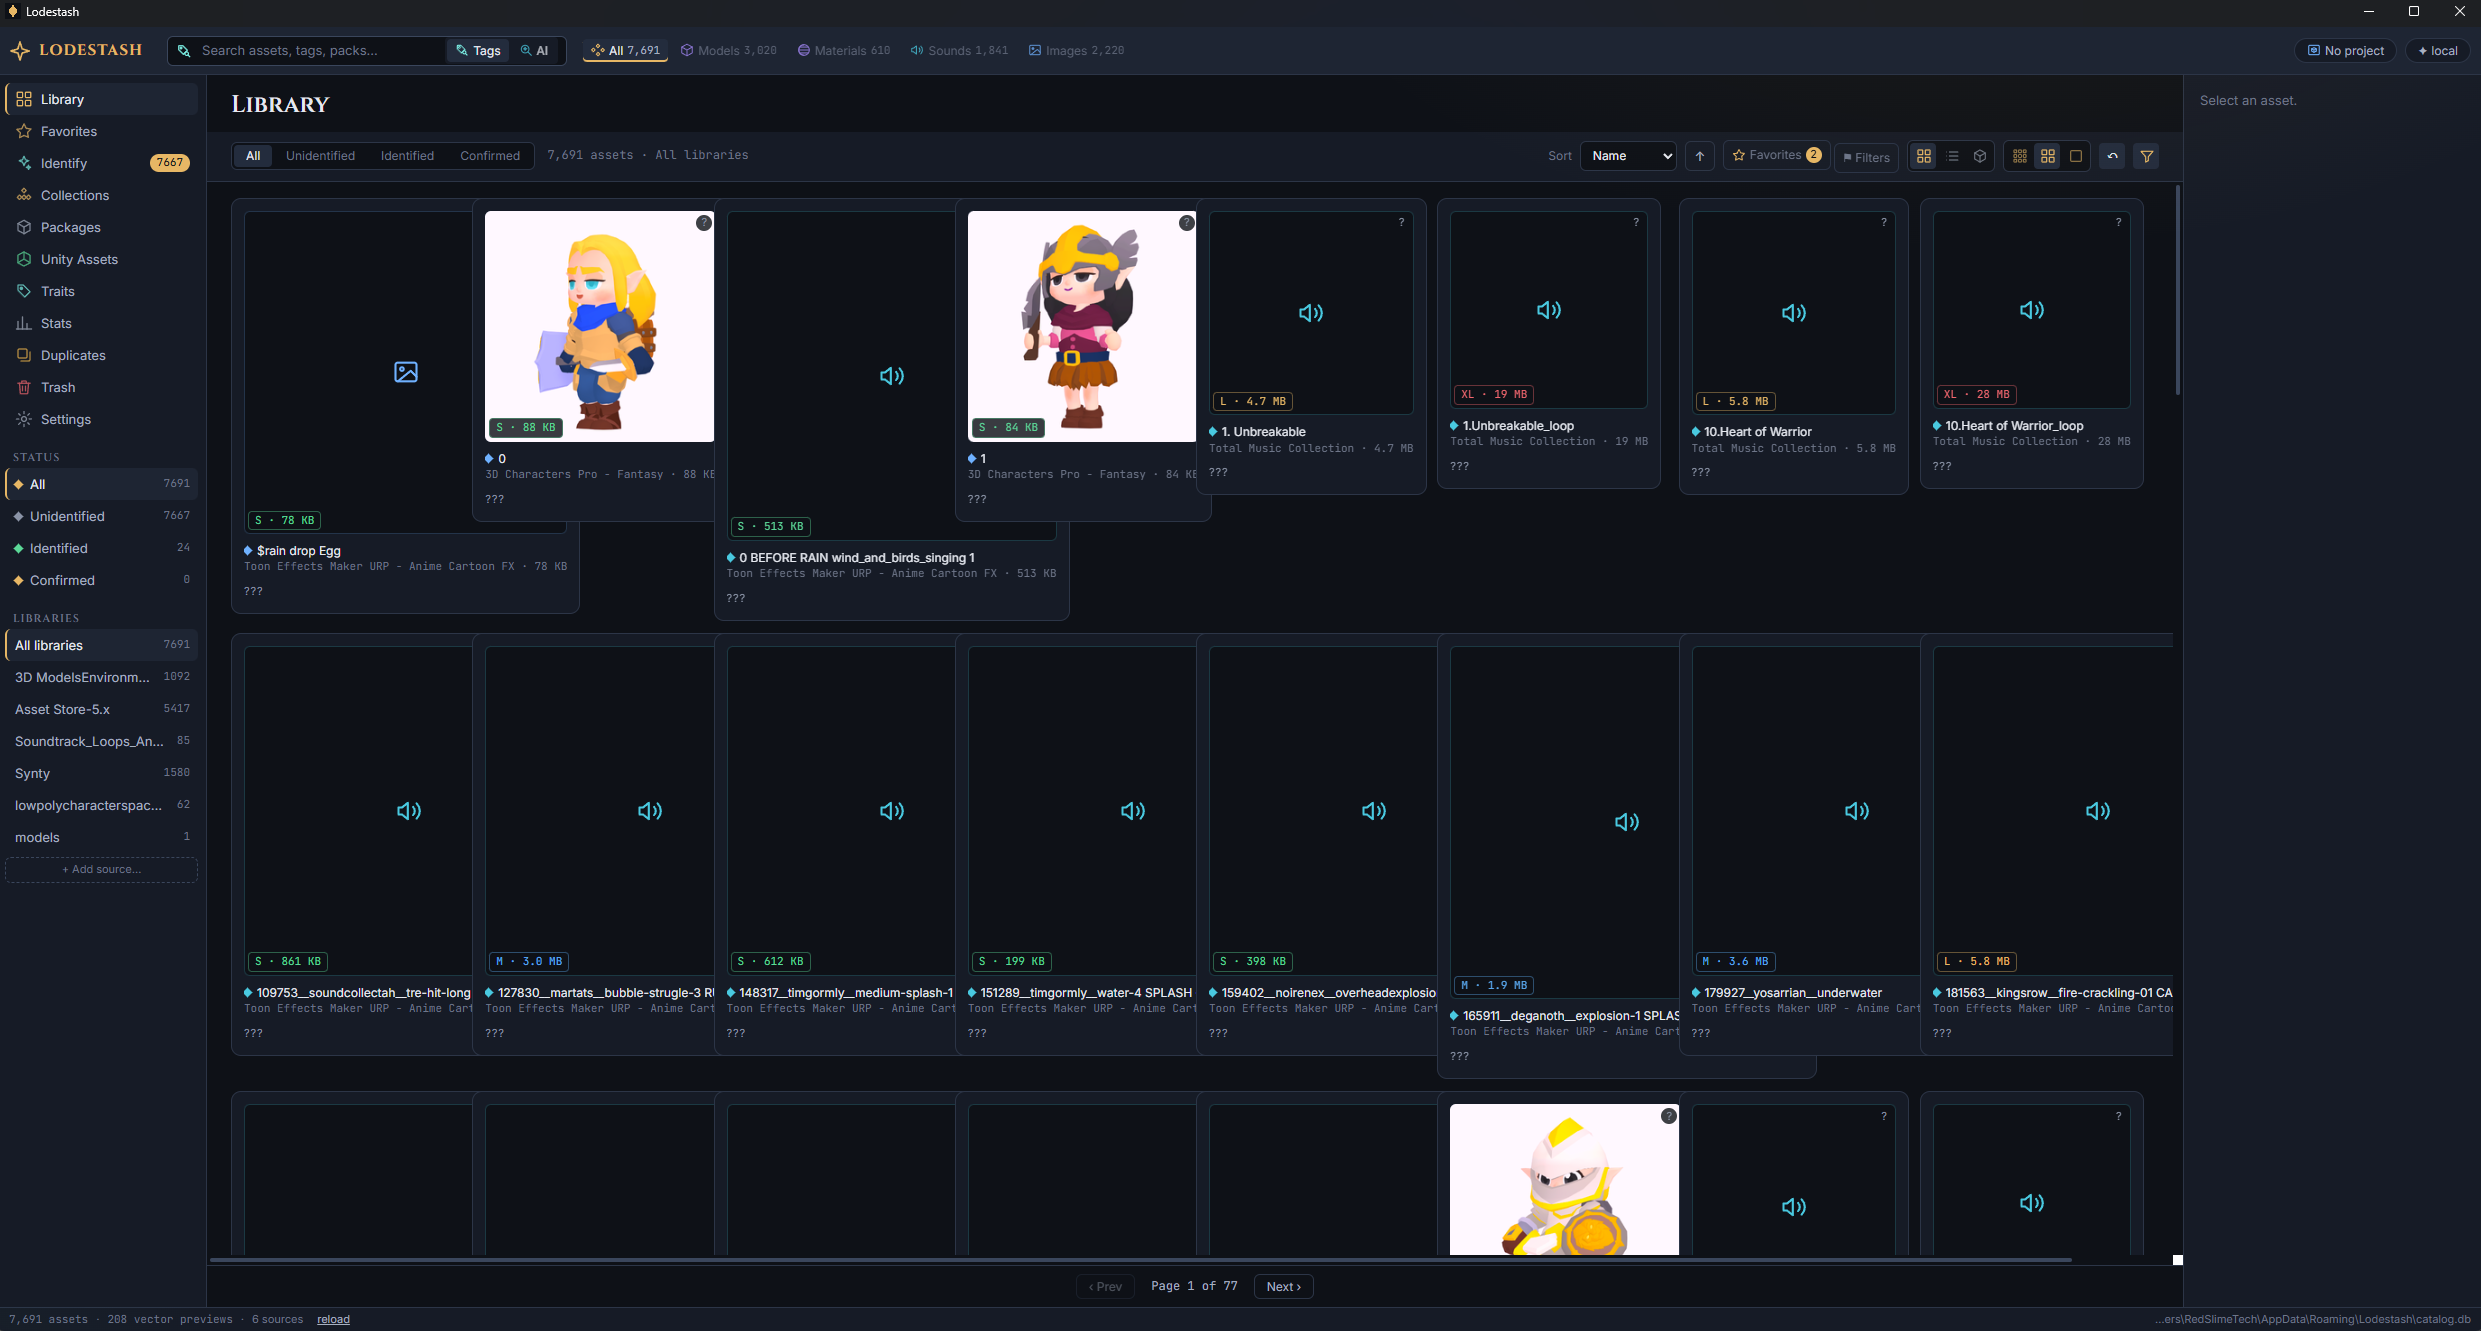 Lodestash
LODESTASH
Search assets, tags, packs...
Tags
AI
All 7,691
Models 3,020
Materials 610
Sounds 1,841
Images 2,220
No project
local
Library
Favorites
Identify 7667
Collections
Packages
Unity Assets
Traits
Stats
Duplicates
Trash
Settings
STATUS
All 7691
Unidentified 7667
Identified 24
Confirmed 0
LIBRARIES
All libraries 7691
3D ModelsEnvironm... 1092
Asset Store-5.x 5417
Soundtrack_Loops_An... 85
Synty 1580
lowpolycharacterspac... 62
models 1
+ Add source...
LIBRARY
All Unidentified Identified Confirmed
7,691 assets · All libraries
Sort Name
Favorites 2
Filters
Select an asset.
S · 78 KB
$rain drop Egg
Toon Effects Maker URP - Anime Cartoon FX · 78 KB
???
?
S · 88 KB
0
3D Characters Pro - Fantasy · 88 KB
???
S · 513 KB
0 BEFORE RAIN wind_and_birds_singing 1
Toon Effects Maker URP - Anime Cartoon FX · 513 KB
???
?
S · 84 KB
1
3D Characters Pro - Fantasy · 84 KB
???
?
L · 4.7 MB
1. Unbreakable
Total Music Collection · 4.7 MB
???
?
XL · 19 MB
1.Unbreakable_loop
Total Music Collection · 19 MB
???
?
L · 5.8 MB
10.Heart of Warrior
Total Music Collection · 5.8 MB
???
?
XL · 28 MB
10.Heart of Warrior_loop
Total Music Collection · 28 MB
???
S · 861 KB
109753__soundcollectah__tre-hit-long
Toon Effects Maker URP - Anime Cart
???
M · 3.0 MB
127830__martats__bubble-strugle-3 RU
Toon Effects Maker URP - Anime Cart
???
S · 612 KB
148317__timgormly__medium-splash-1
Toon Effects Maker URP - Anime Cart
???
S · 199 KB
151289__timgormly__water-4 SPLASH
Toon Effects Maker URP - Anime Cart
???
S · 398 KB
159402__noirenex__overheadexplosio
Toon Effects Maker URP - Anime Cart
???
M · 1.9 MB
165911__deganoth__explosion-1 SPLAS
Toon Effects Maker URP - Anime Cart
???
M · 3.6 MB
179927__yosarrian__underwater
Toon Effects Maker URP - Anime Cart
???
L · 5.8 MB
181563__kingsrow__fire-crackling-01 CA
Toon Effects Maker URP - Anime Carto
???
?
?
?
‹ Prev
Page 1 of 77
Next ›
7,691 assets · 208 vector previews · 6 sources reload
...ers\RedSlimeTech\AppData\Roaming\Lodestash\catalog.db